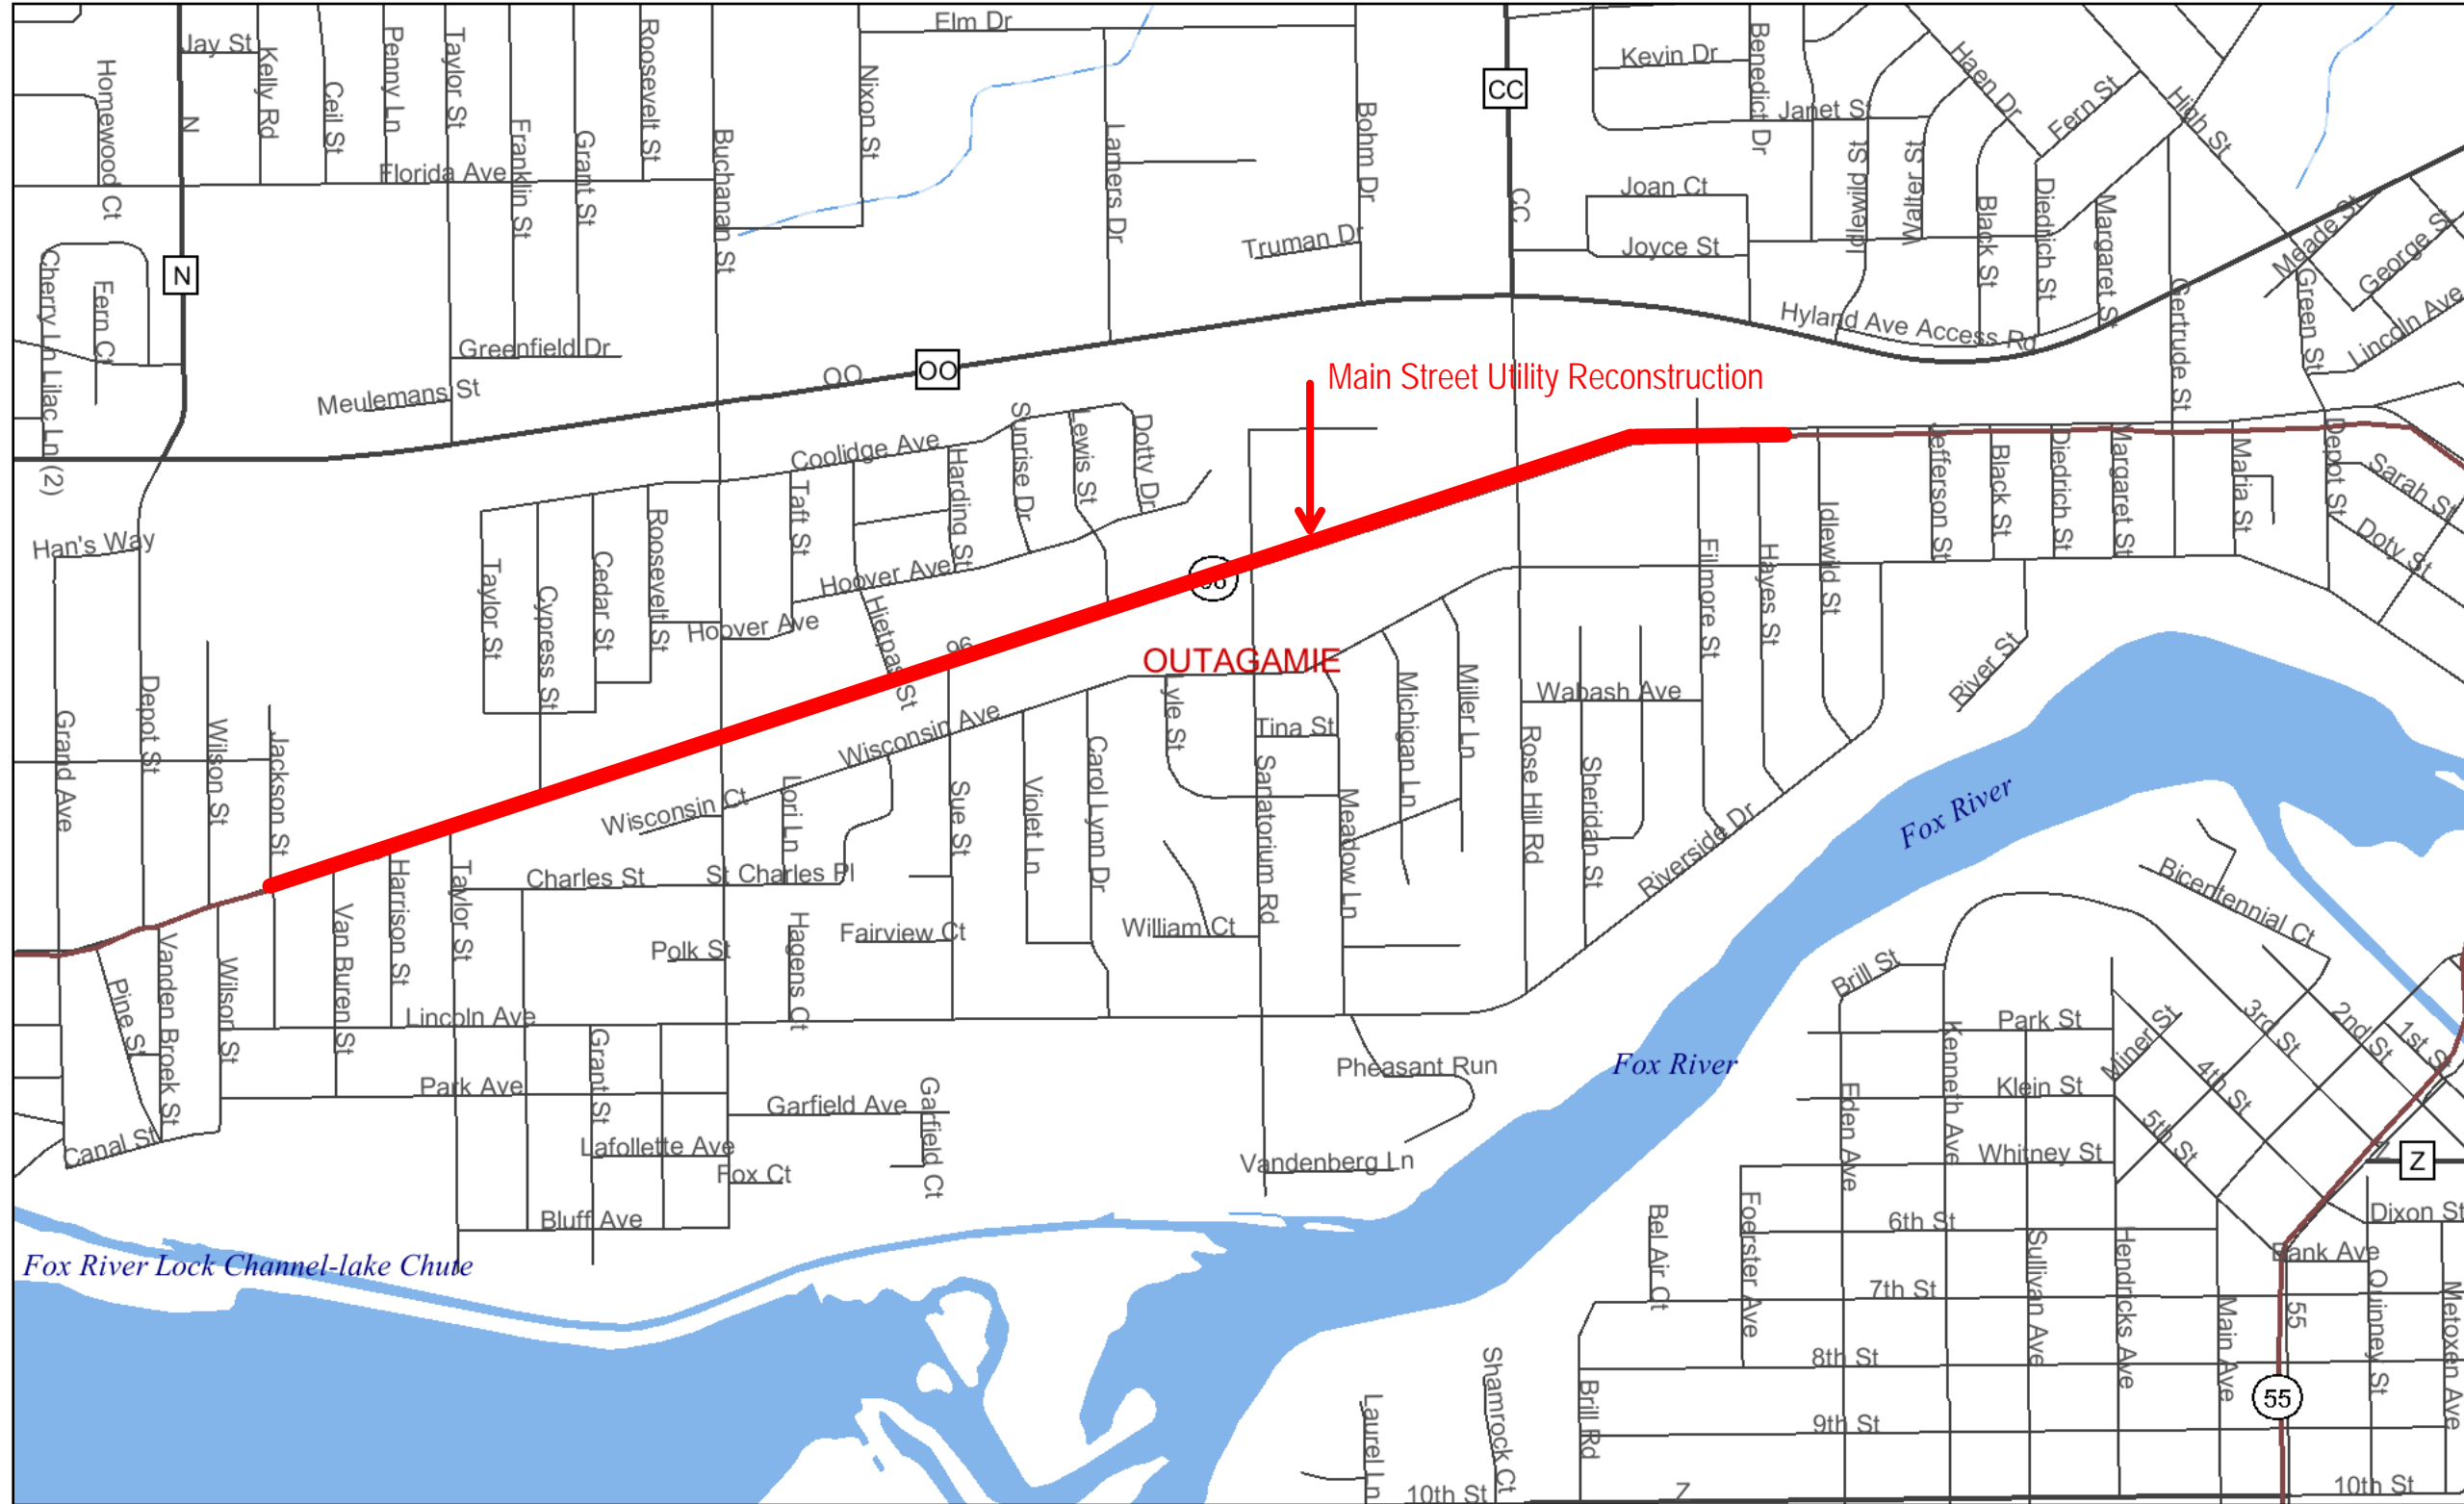 Elm Dr
Jay St
Kelly Rd
Ceil St
Penny Ln
Taylor St
Roosevelt St
Homewood Ct
N
Franklin St
Grant St
Buchanan St
Nixon St
Lamers Dr
Bohm Dr
CC
CC
Kevin Dr
Benedict Dr
Janet St
Haen Dr
Fern St
High St
Florida Ave
Joan Ct
Joyce St
Idlewild St
Walter St
Black St
Diedrich St
Margaret St
Gertrude St
Meade St
George St
Green St
Lincoln Ave
Truman Dr
Hyland Ave Access Rd
N
Cherry Ln
Lilac Ln (2)
Fern Ct
Greenfield Dr
Meulemans St
OO
OO
Main Street Utility Reconstruction
Coolidge Ave
Sunrise Dr
Lewis St
Dotty Dr
Harding St
Taft St
Hoover Ave
Hoover Ave
Hietpas St
Han's Way
Taylor St
Cypress St
Cedar St
Roosevelt St
96
OUTAGAMIE
Jefferson St
Black St
Diedrich St
Margaret St
Maria St
Depot St
Sarah St
Doty St
Fillmore St
Hayes St
Idlewild St
River St
Grand Ave
Depot St
Wilson St
Jackson St
Wisconsin Ave
Wisconsin Ct
Lori Ln
Lyle St
Tina St
Michigan Ln
Miller Ln
Wabash Ave
Rose Hill Rd
Sheridan St
Riverside Dr
Fox River
Sue St
Violet Ln
Carol Lynn Dr
Sanatorium Rd
Meadow Ln
Charles St
St Charles Pl
Harrison St
Taylor St
Van Buren St
Wilson St
Vanden Broek St
Pine St
Polk St
Hagens Ct
Fairview Ct
William Ct
Bicentennial Ct
Brill St
Lincoln Ave
Grant St
Park Ave
Canal St
Garfield Ave
Garfield Ct
Lafollette Ave
Fox Ct
Bluff Ave
Pheasant Run
Vandenberg Ln
Fox River
Park St
Klein St
Whitney St
Miner St
Kenneth Ave
Eden Ave
3rd St
2nd St
1st St
4th St
5th St
Z
Z
Dixon St
Bank Ave
6th St
7th St
8th St
9th St
10th St
10th St
Z
Bel Air Ct
Foerster Ave
Sullivan Ave
Hendricks Ave
Main Ave
55
55
Quinney St
Metoxen Ave
Fox River Lock Channel-lake Chute
Laurel Ln
Shamrock Ct
Brill Rd